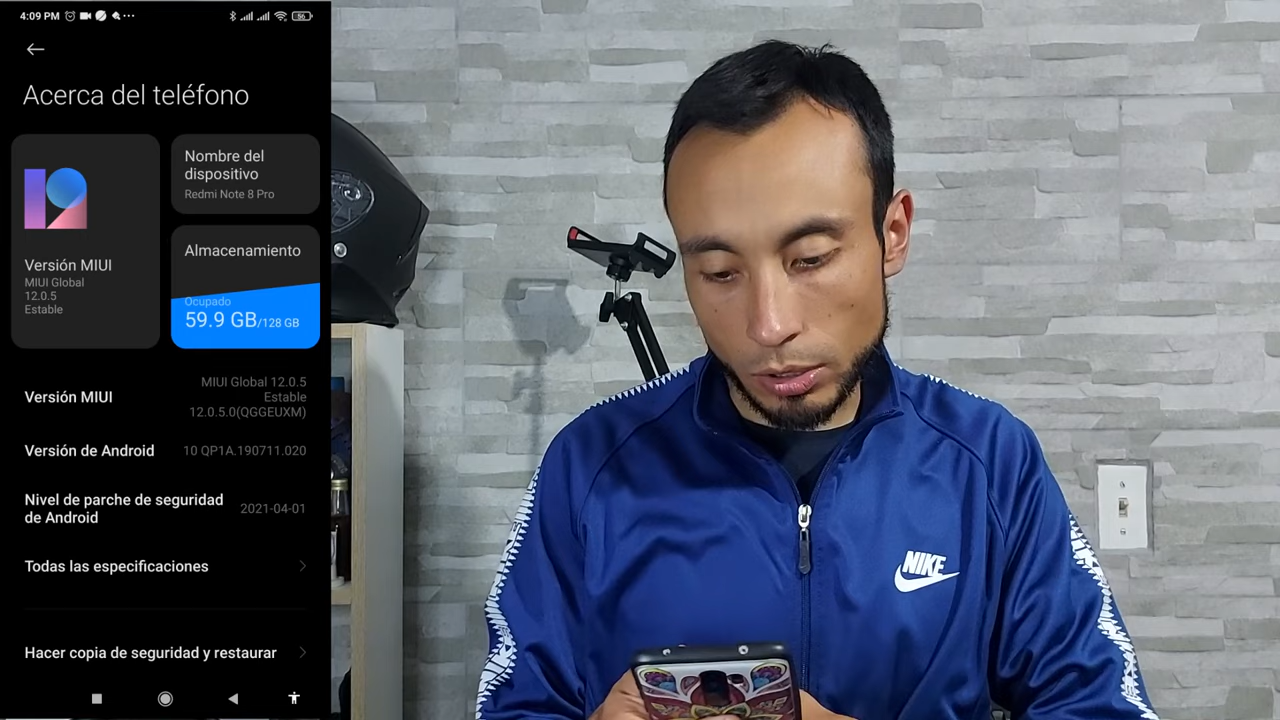 4:09 PM
56
Acerca del teléfono
Versión MIUI
MIUI Global
12.0.5
Estable
Nombre del
dispositivo
Redmi Note 8 Pro
Almacenamiento
Ocupado
59.9 GB/128 GB
Versión MIUI
MIUI Global 12.0.5
Estable
12.0.5.0(QGGEUXM)
Versión de Android
10 QP1A.190711.020
Nivel de parche de seguridad
de Android
2021-04-01
Todas las especificaciones
Hacer copia de seguridad y restaurar
NIKE